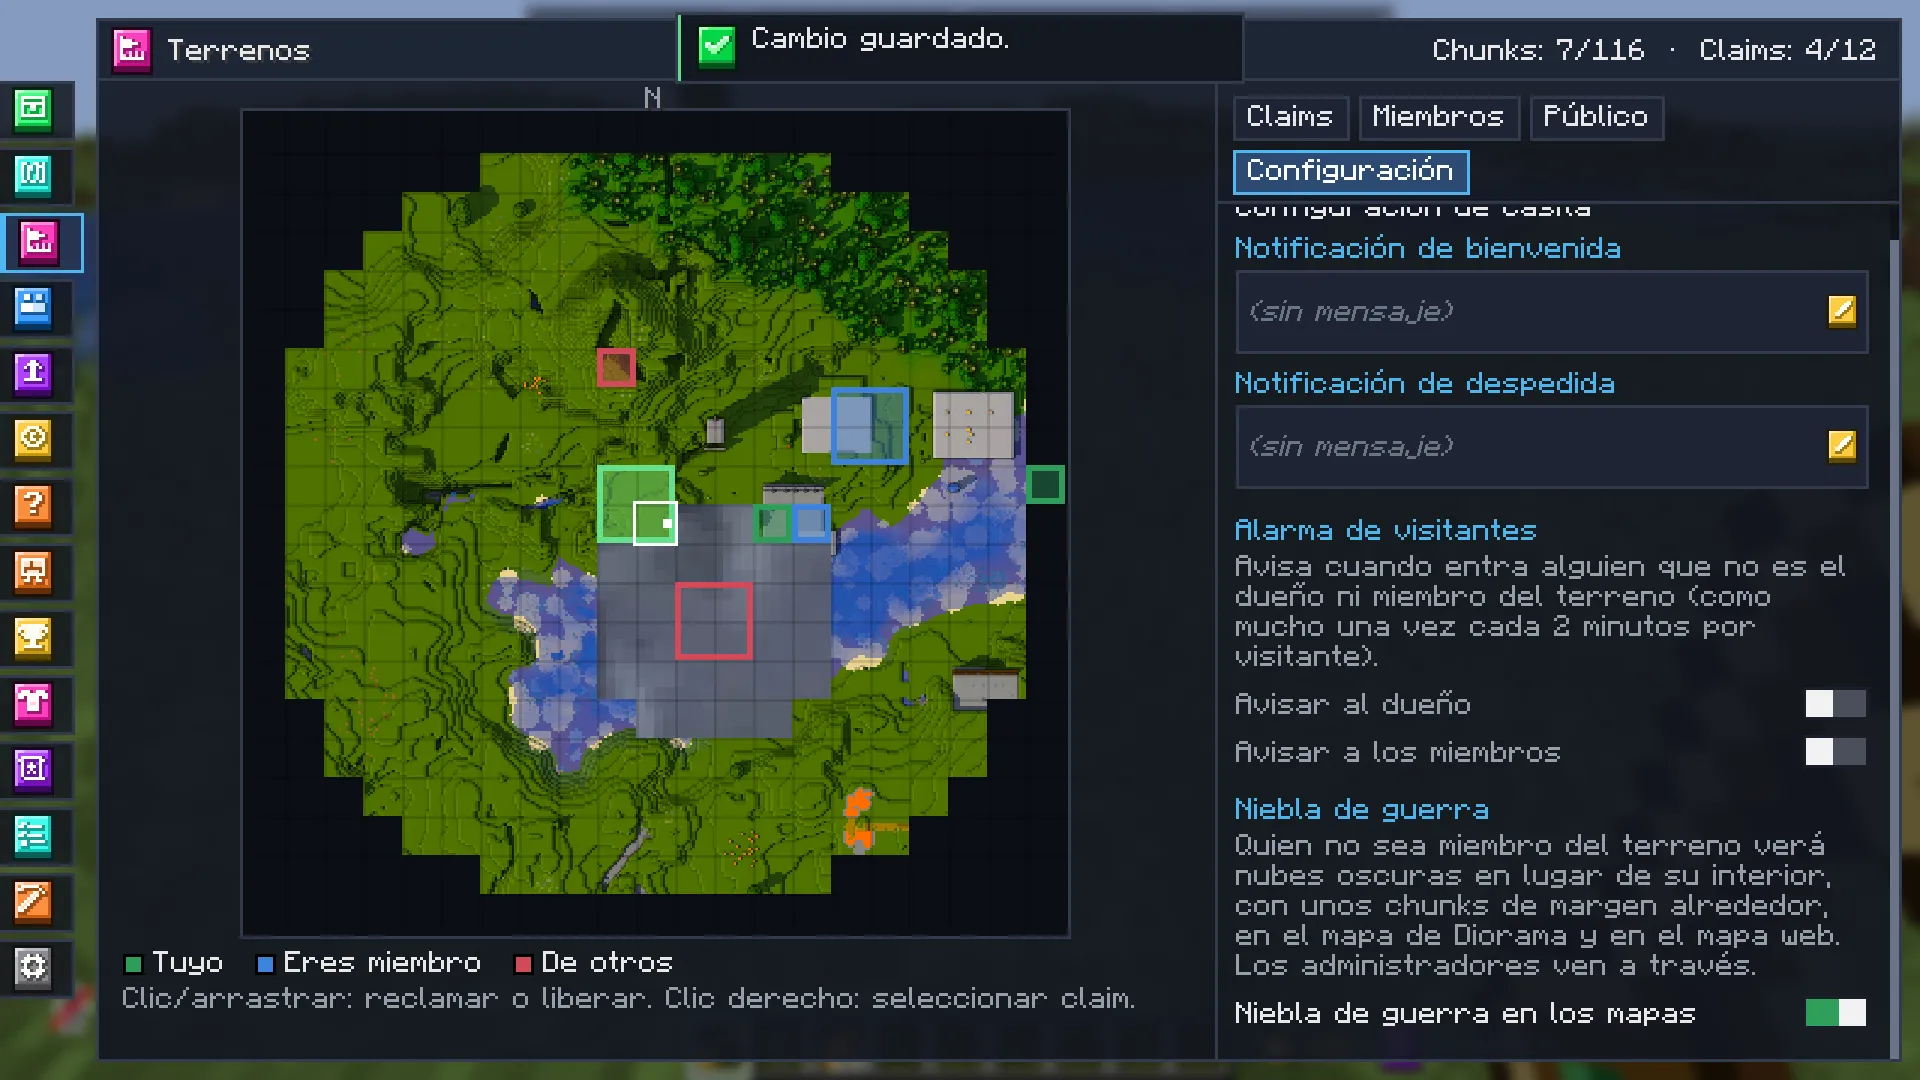 Terrenos
Cambio guardado.
Chunks: 7/116 · Claims: 4/12
N
Claims
Miembros
Público
Configuración
Configuración de Casita
Notificación de bienvenida
(sin mensaje)
Notificación de despedida
(sin mensaje)
Alarma de visitantes
Avisa cuando entra alguien que no es el
dueño ni miembro del terreno (como
mucho una vez cada 2 minutos por
visitante).
Avisar al dueño
Avisar a los miembros
Niebla de guerra
Quien no sea miembro del terreno verá
nubes oscuras en lugar de su interior,
con unos chunks de margen alrededor,
en el mapa de Diorama y en el mapa web.
Los administradores ven a través.
Niebla de guerra en los mapas
Tuyo
Eres miembro
De otros
Clic/arrastrar: reclamar o liberar. Clic derecho: seleccionar claim.